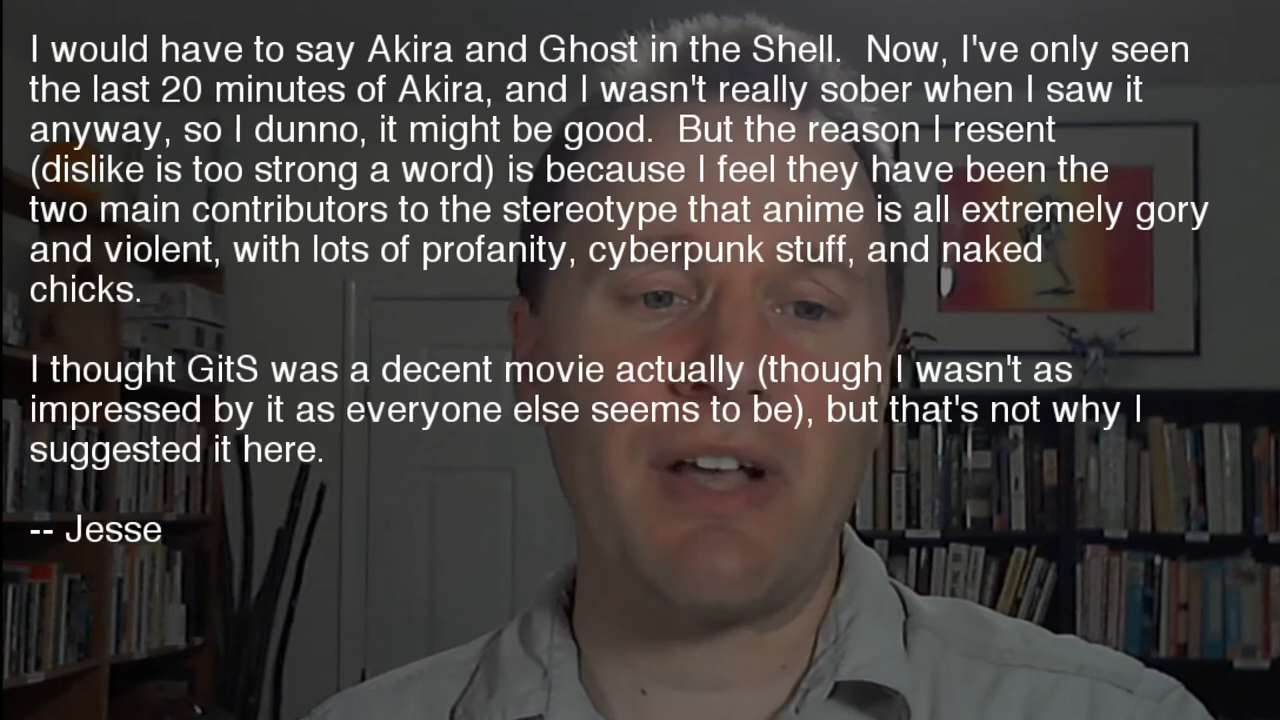 I would have to say Akira and Ghost in the Shell.  Now, I've only seen
the last 20 minutes of Akira, and I wasn't really sober when I saw it
anyway, so I dunno, it might be good.  But the reason I resent
(dislike is too strong a word) is because I feel they have been the
two main contributors to the stereotype that anime is all extremely gory
and violent, with lots of profanity, cyberpunk stuff, and naked
chicks.
I thought GitS was a decent movie actually (though I wasn't as
impressed by it as everyone else seems to be), but that's not why I
suggested it here.
-- Jesse